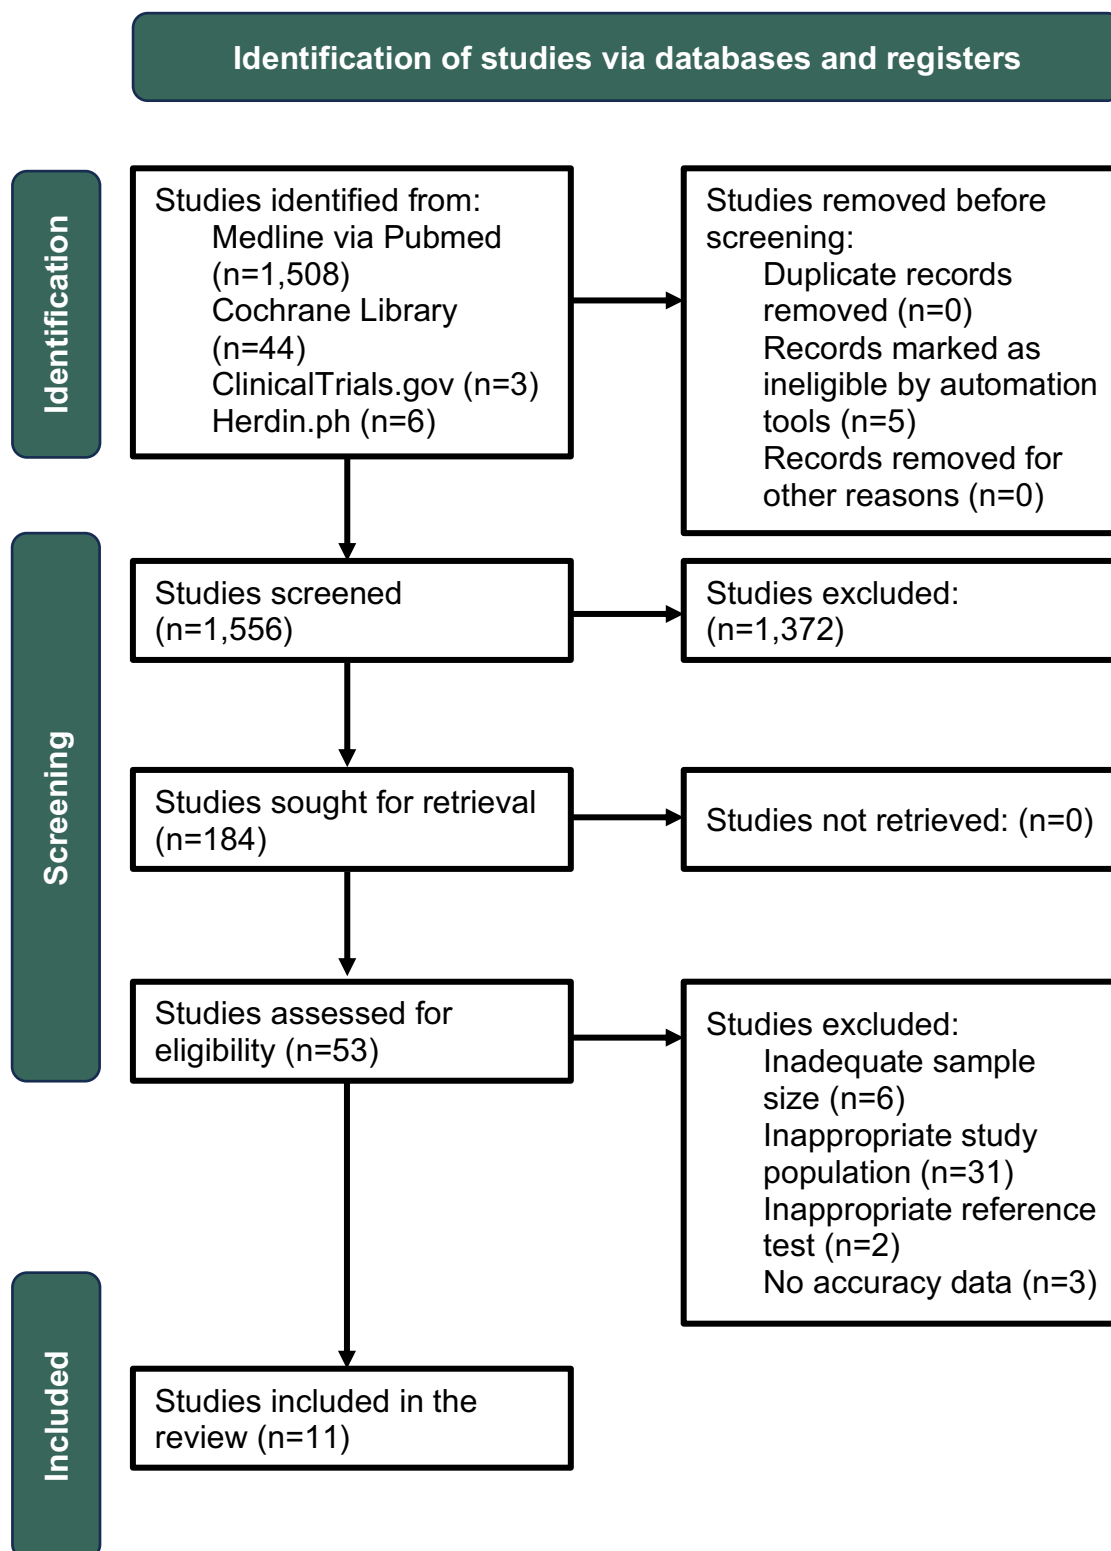 Identification of studies via databases and registers
Identification
Studies identified from:
Medline via Pubmed
(n=1,508)
Cochrane Library
(n=44)
ClinicalTrials.gov (n=3)
Herdin.ph (n=6)
Studies removed before
screening:
Duplicate records
removed (n=0)
Records marked as
ineligible by automation
tools (n=5)
Records removed for
other reasons (n=0)
Screening
Studies screened
(n=1,556)
Studies excluded:
(n=1,372)
Studies sought for retrieval
(n=184)
Studies not retrieved: (n=0)
Studies assessed for
eligibility (n=53)
Studies excluded:
Inadequate sample
size (n=6)
Inappropriate study
population (n=31)
Inappropriate reference
test (n=2)
No accuracy data (n=3)
Included
Studies included in the
review (n=11)